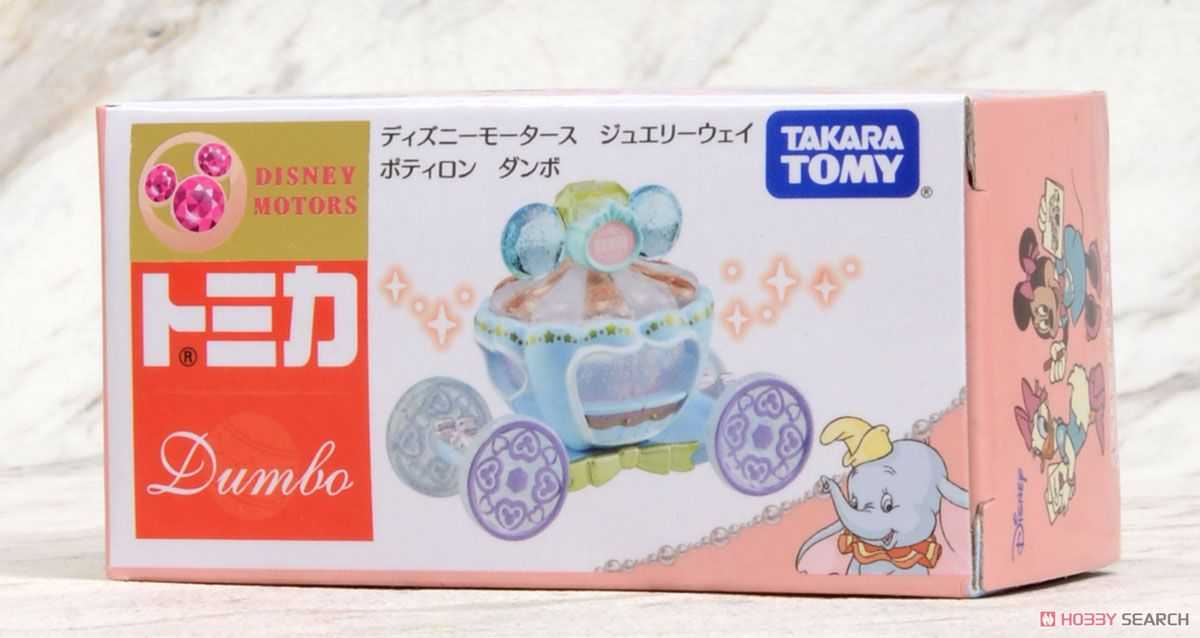 DISNEY
MOTORS
トミカ
®
Dumbo
ディズニーモータース ジュエリーウェイ
ポティロン ダンボ
TAKARA
TOMY
®
Disney
HOBBY SEARCH